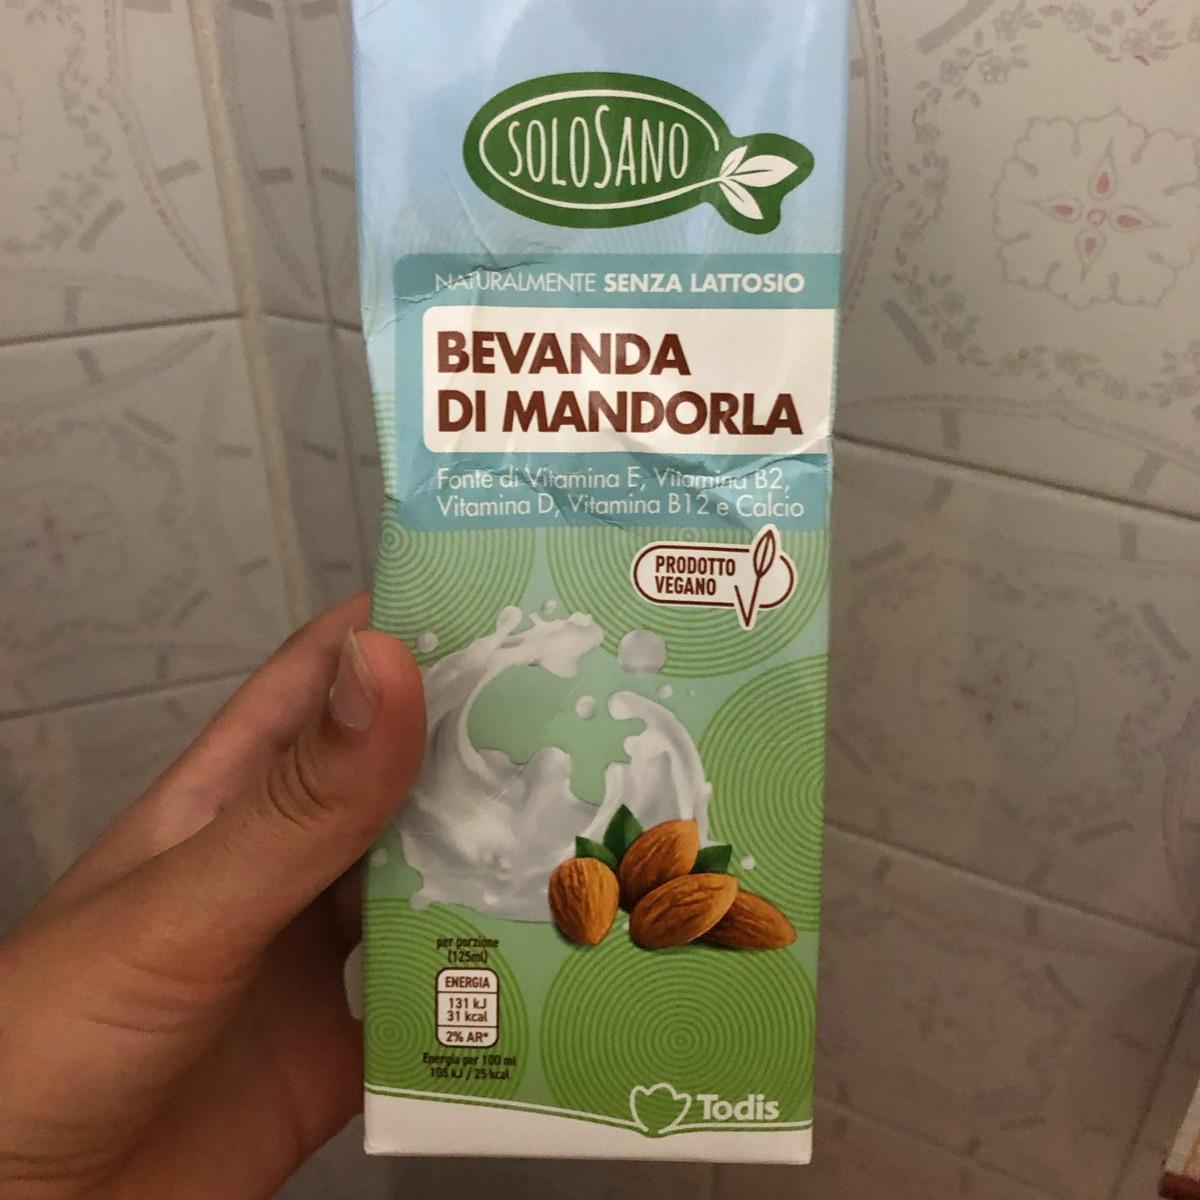 SOLOSANO
NATURALMENTE SENZA LATTOSIO
BEVANDA
DI MANDORLA
Fonte di Vitamina E, Vitamina B2,
Vitamina D, Vitamina B12 e Calcio
PRODOTTO
VEGANO
per porzione
(125ml)
ENERGIA
131 kJ
31 kcal
2% AR*
Energia per 100 ml
105 kJ / 25 kcal
Todis